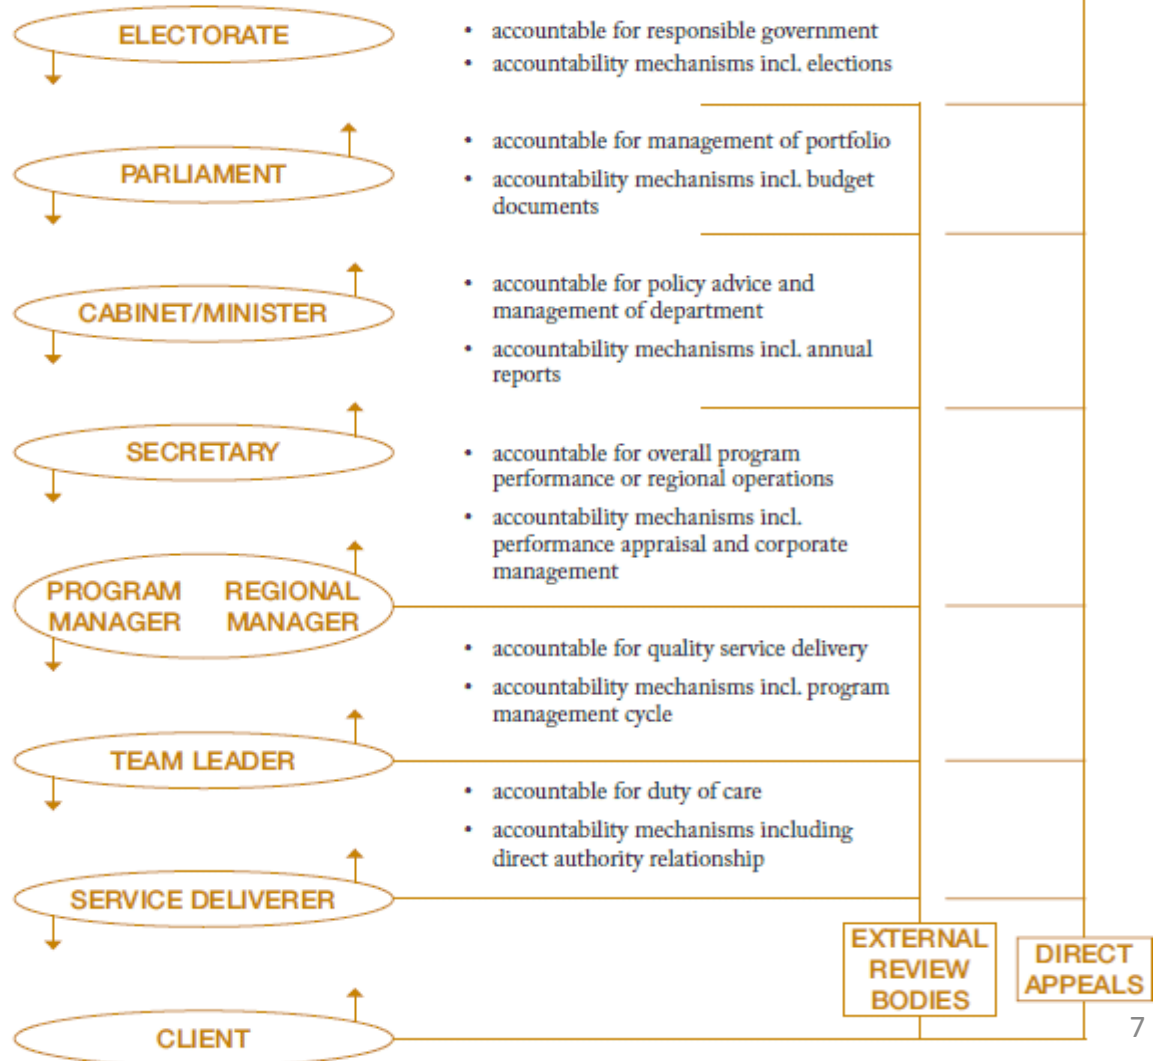 ELECTORATE
• accountable for responsible government
• accountability mechanisms incl. elections
PARLIAMENT
• accountable for management of portfolio
• accountability mechanisms incl. budget
documents
CABINET/MINISTER
• accountable for policy advice and
management of department
• accountability mechanisms incl. annual
reports
SECRETARY
• accountable for overall program
performance or regional operations
• accountability mechanisms incl.
performance appraisal and corporate
management
PROGRAM
MANAGER
REGIONAL
MANAGER
• accountable for quality service delivery
• accountability mechanisms incl. program
management cycle
TEAM LEADER
• accountable for duty of care
• accountability mechanisms including
direct authority relationship
SERVICE DELIVERER
EXTERNAL
REVIEW
BODIES
DIRECT
APPEALS
CLIENT
7